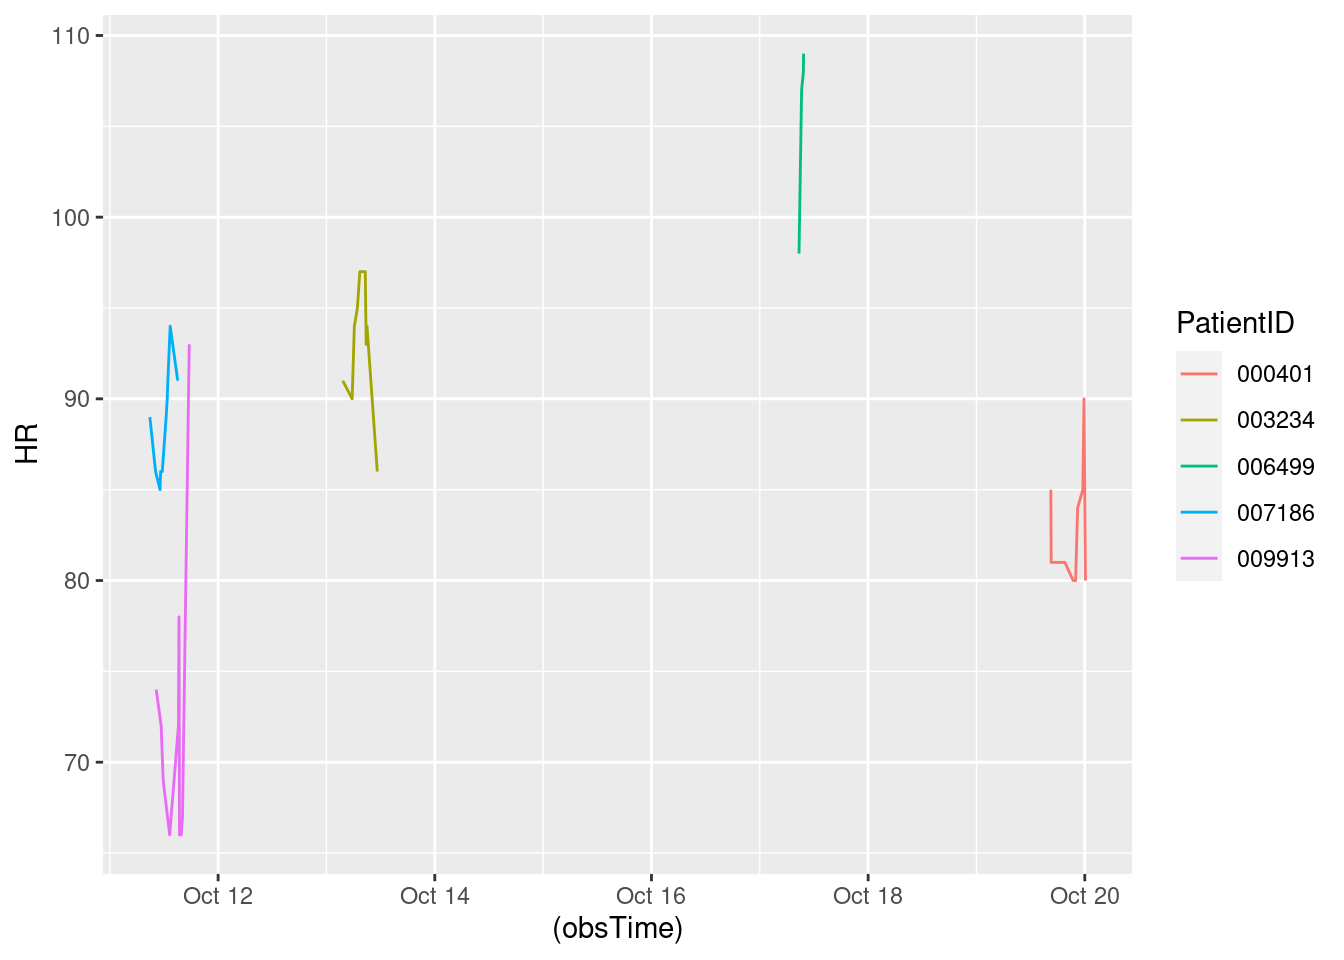 110
100
90
80
70
HR
Oct 12
Oct 14
Oct 16
Oct 18
Oct 20
(obsTime)
PatientID
000401
003234
006499
007186
009913